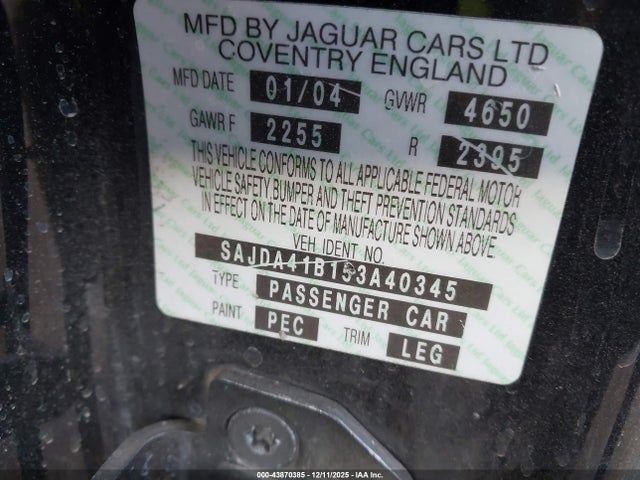 MFD BY JAGUAR CARS LTD
COVENTRY ENGLAND
MFD DATE 01/04 GVWR 4650
GAWR F 2255 R 2395
THIS VEHICLE CONFORMS TO ALL APPLICABLE FEDERAL MOTOR
VEHICLE SAFETY BUMPER AND THEFT PREVENTION STANDARDS
IN EFFECT ON THE DATE OF MANUFACTURE SHOWN ABOVE.
VEH IDENT NO.
SAJDA41B153A40345
TYPE PASSENGER CAR
PAINT PEC TRIM LEG
000-43870385 - 12/11/2025 - IAA Inc.